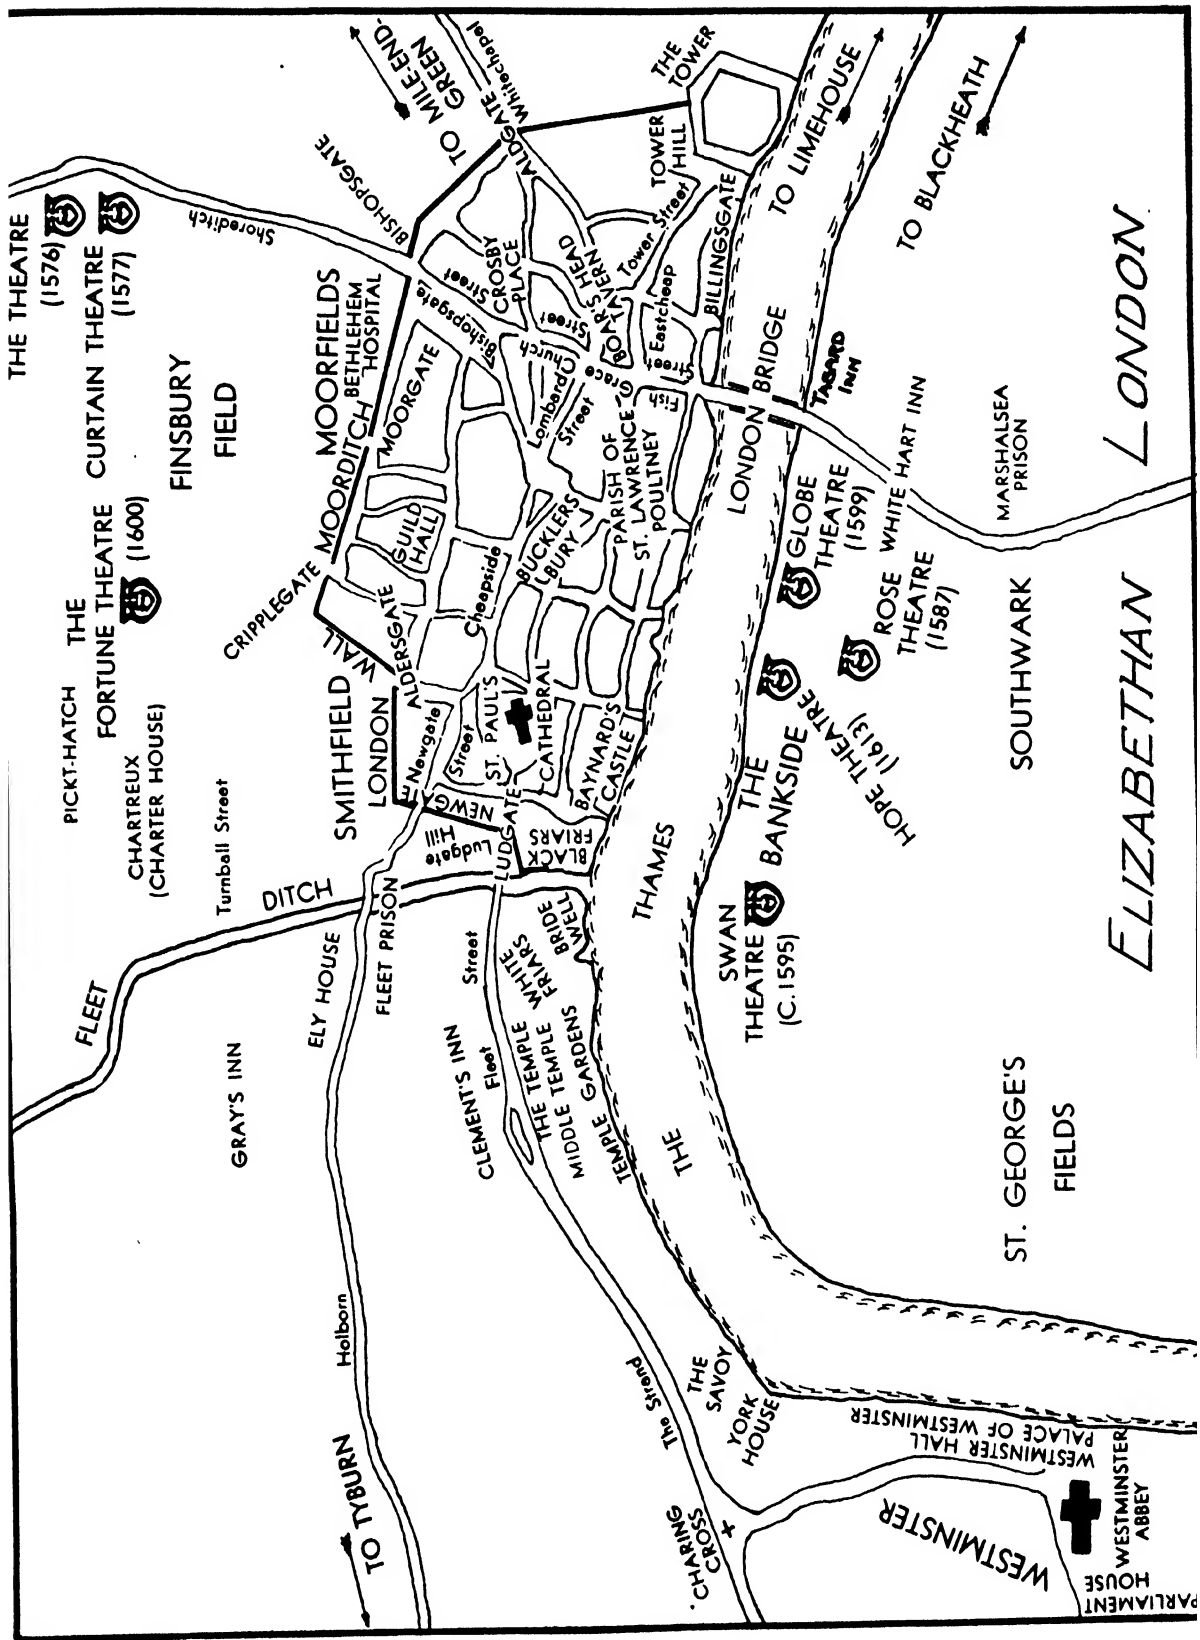 THE THEATRE
(1576)
CURTAIN THEATRE
(1577)
THE
FORTUNE THEATRE
(1600)
PICKT-HATCH
CHARTREUX
(CHARTER HOUSE)
Turnball Street
FINSBURY
FIELD
Shoreditch
MOORFIELDS
BETHLEHEM
HOSPITAL
MOORDITCH
MOORGATE
CRIPPLEGATE
BISHOPSGATE
TO MILE-END-
GREEN
Whitechapel
ALDGATE
SMITHFIELD
LONDON
WALL
ALDERSGATE
GUILD
HALL
Bishopsgate
Street
CROSBY
PLACE
FLEET
DITCH
GRAY'S INN
ELY HOUSE
FLEET PRISON
Holborn
TO TYBURN
NEWGATE
Newgate
Street
Cheapside
Lombard
Street
Grace
Church
Street
BOAR'S HEAD
TAVERN
BUCKLERS
BURY
ST. PAUL'S
CATHEDRAL
Ludgate
Hill
LUDGATE
BLACK
FRIARS
BAYNARD'S
CASTLE
PARISH OF
ST. LAWRENCE
POULTNEY
Eastcheap
Fish
Street
Tower Street
TOWER
HILL
THE
TOWER
BILLINGSGATE
Fleet
Street
CLEMENT'S INN
THE TEMPLE
MIDDLE TEMPLE
TEMPLE GARDENS
WHITE
FRIARS
BRIDE
WELL
The Strand
THE
SAVOY
YORK
HOUSE
CHARING
CROSS
THE
THAMES
LONDON
BRIDGE
TO LIMEHOUSE
TO BLACKHEATH
TABARD
INN
WHITE HART INN
MARSHALSEA
PRISON
GLOBE
THEATRE
(1599)
ROSE
THEATRE
(1587)
HOPE THEATRE
(1613)
THE
BANKSIDE
SWAN
THEATRE
(C.1595)
SOUTHWARK
ST. GEORGE'S
FIELDS
WESTMINSTER
WESTMINSTER HALL
PALACE OF WESTMINSTER
WESTMINSTER
ABBEY
PARLIAMENT
HOUSE
ELIZABETHAN LONDON